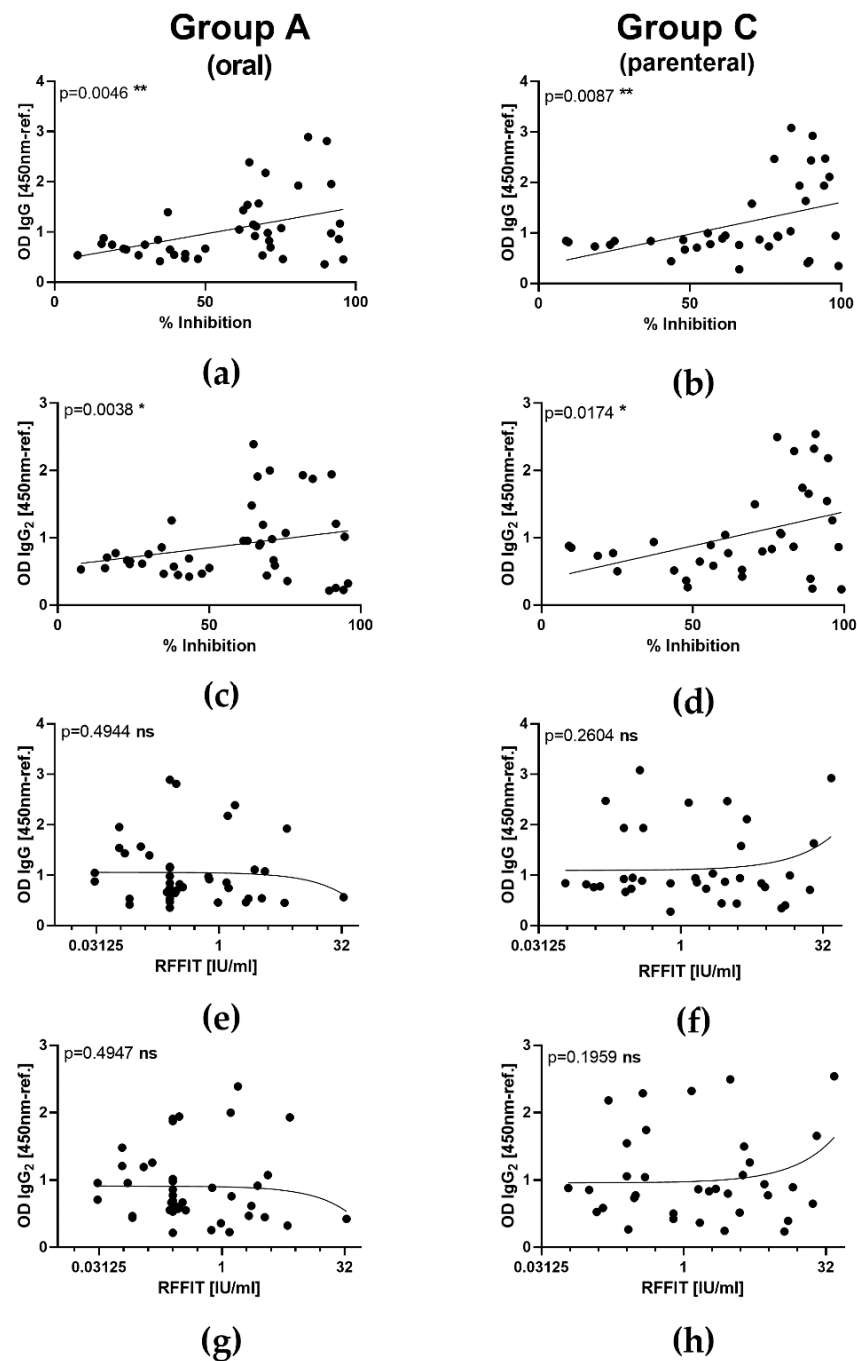 Group A
(oral)
Group C
(parenteral)
p=0.0046 **
OD IgG [450nm-ref.]
4
3
2
1
0
0
50
100
% Inhibition
(a)
p=0.0087 **
OD IgG [450nm-ref.]
4
3
2
1
0
0
50
100
% Inhibition
(b)
p=0.0038 *
OD IgG₂ [450nm-ref.]
3
2
1
0
0
50
100
% Inhibition
(c)
p=0.0174 *
OD IgG₂ [450nm-ref.]
3
2
1
0
0
50
100
% Inhibition
(d)
p=0.4944 ns
OD IgG [450nm-ref.]
4
3
2
1
0
0.03125
1
32
RFFIT [IU/ml]
(e)
p=0.2604 ns
OD IgG [450nm-ref.]
4
3
2
1
0
0.03125
1
32
RFFIT [IU/ml]
(f)
p=0.4947 ns
OD IgG₂ [450nm-ref.]
3
2
1
0
0.03125
1
32
RFFIT [IU/ml]
(g)
p=0.1959 ns
OD IgG₂ [450nm-ref.]
3
2
1
0
0.03125
1
32
RFFIT [IU/ml]
(h)